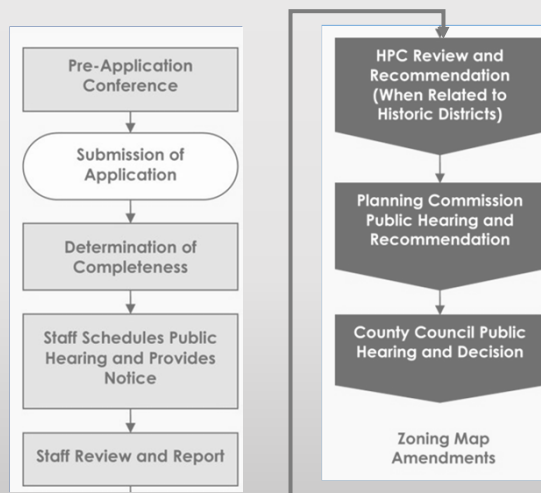 Pre-Application
Conference
Submission of
Application
Determination of
Completeness
Staff Schedules Public
Hearing and Provides
Notice
Staff Review and Report
HPC Review and
Recommendation
(When Related to
Historic Districts)
Planning Commission
Public Hearing and
Recommendation
County Council Public
Hearing and Decision
Zoning Map
Amendments